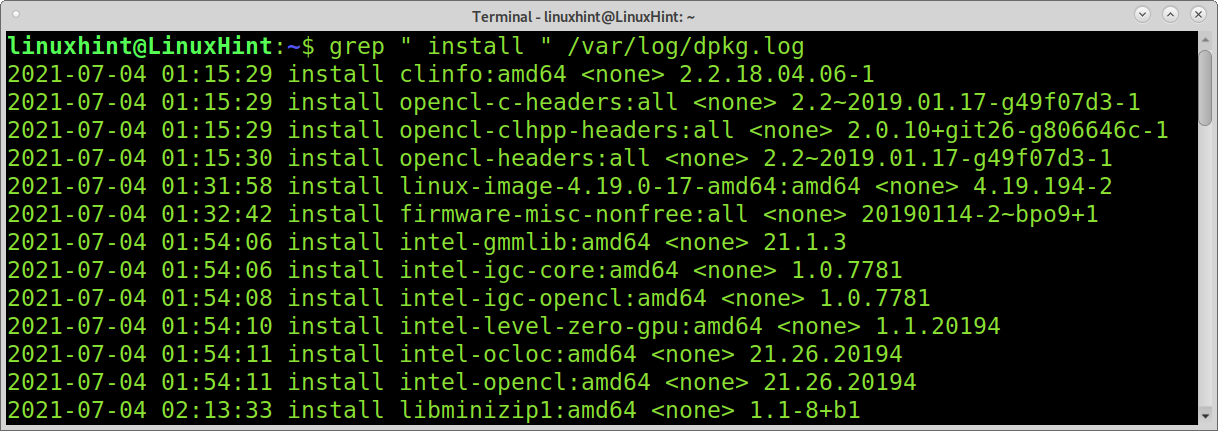 Terminal - linuxhint@LinuxHint: ~
linuxhint@LinuxHint:~$ grep " install " /var/log/dpkg.log
2021-07-04 01:15:29 install clinfo:amd64 <none> 2.2.18.04.06-1
2021-07-04 01:15:29 install opencl-c-headers:all <none> 2.2~2019.01.17-g49f07d3-1
2021-07-04 01:15:29 install opencl-clhpp-headers:all <none> 2.0.10+git26-g806646c-1
2021-07-04 01:15:30 install opencl-headers:all <none> 2.2~2019.01.17-g49f07d3-1
2021-07-04 01:31:58 install linux-image-4.19.0-17-amd64:amd64 <none> 4.19.194-2
2021-07-04 01:32:42 install firmware-misc-nonfree:all <none> 20190114-2~bpo9+1
2021-07-04 01:54:06 install intel-gmmlib:amd64 <none> 21.1.3
2021-07-04 01:54:06 install intel-igc-core:amd64 <none> 1.0.7781
2021-07-04 01:54:08 install intel-igc-opencl:amd64 <none> 1.0.7781
2021-07-04 01:54:10 install intel-level-zero-gpu:amd64 <none> 1.1.20194
2021-07-04 01:54:11 install intel-ocloc:amd64 <none> 21.26.20194
2021-07-04 01:54:11 install intel-opencl:amd64 <none> 21.26.20194
2021-07-04 02:13:33 install libminizip1:amd64 <none> 1.1-8+b1